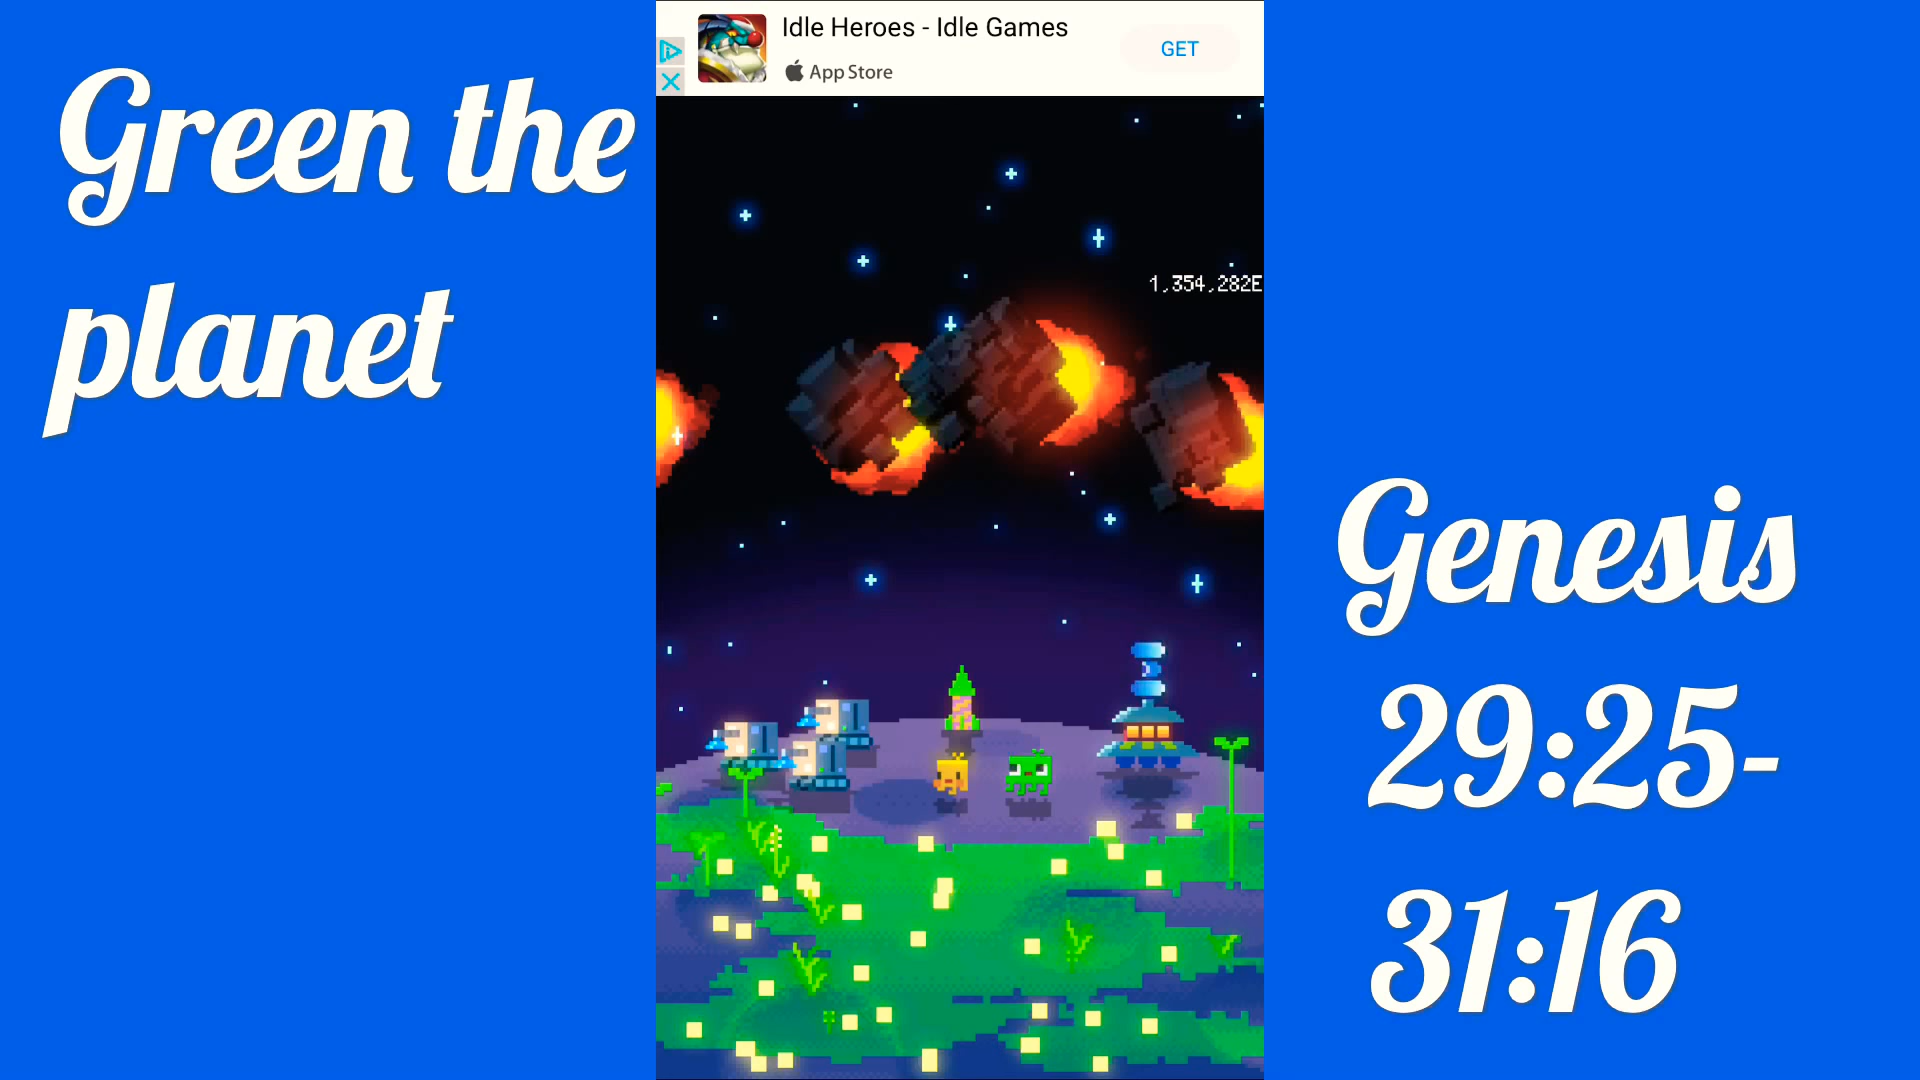 Idle Heroes - Idle Games
GET
App Store
Green the
planet
1,354,282E
Genesis
29:25-
31:16